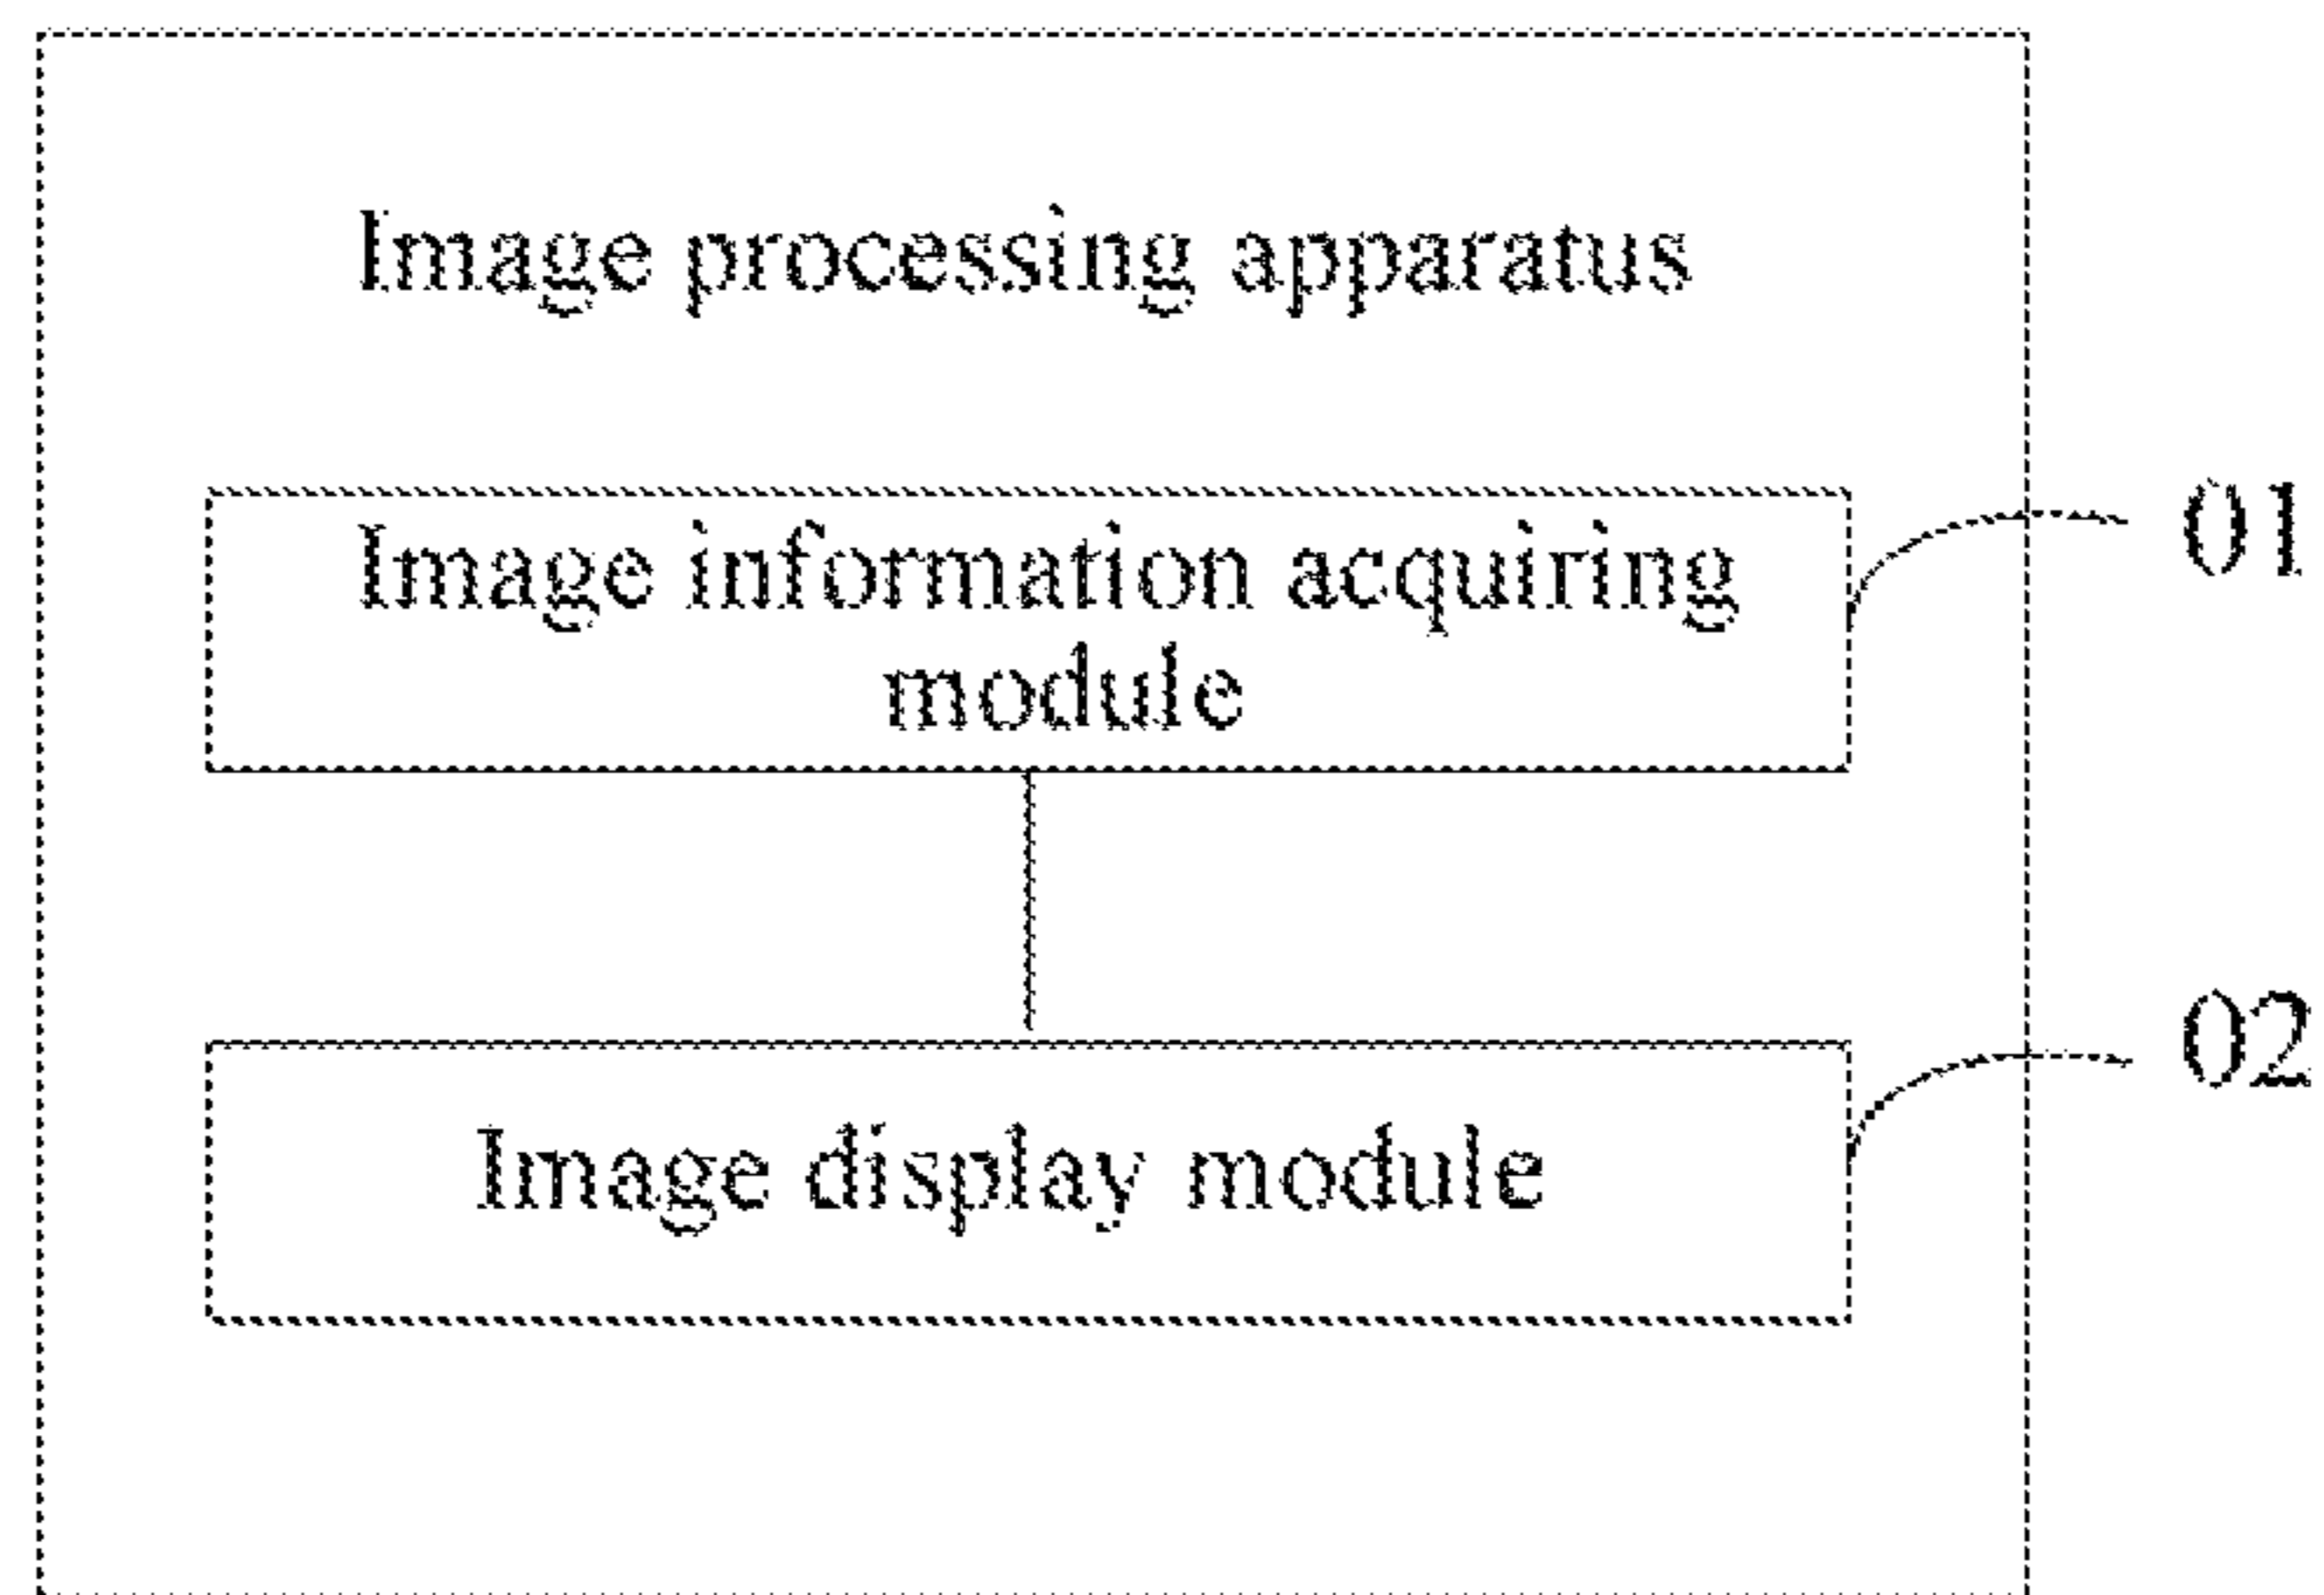 Image processing apparatus
Image information acquiring
module
01
Image display module
02